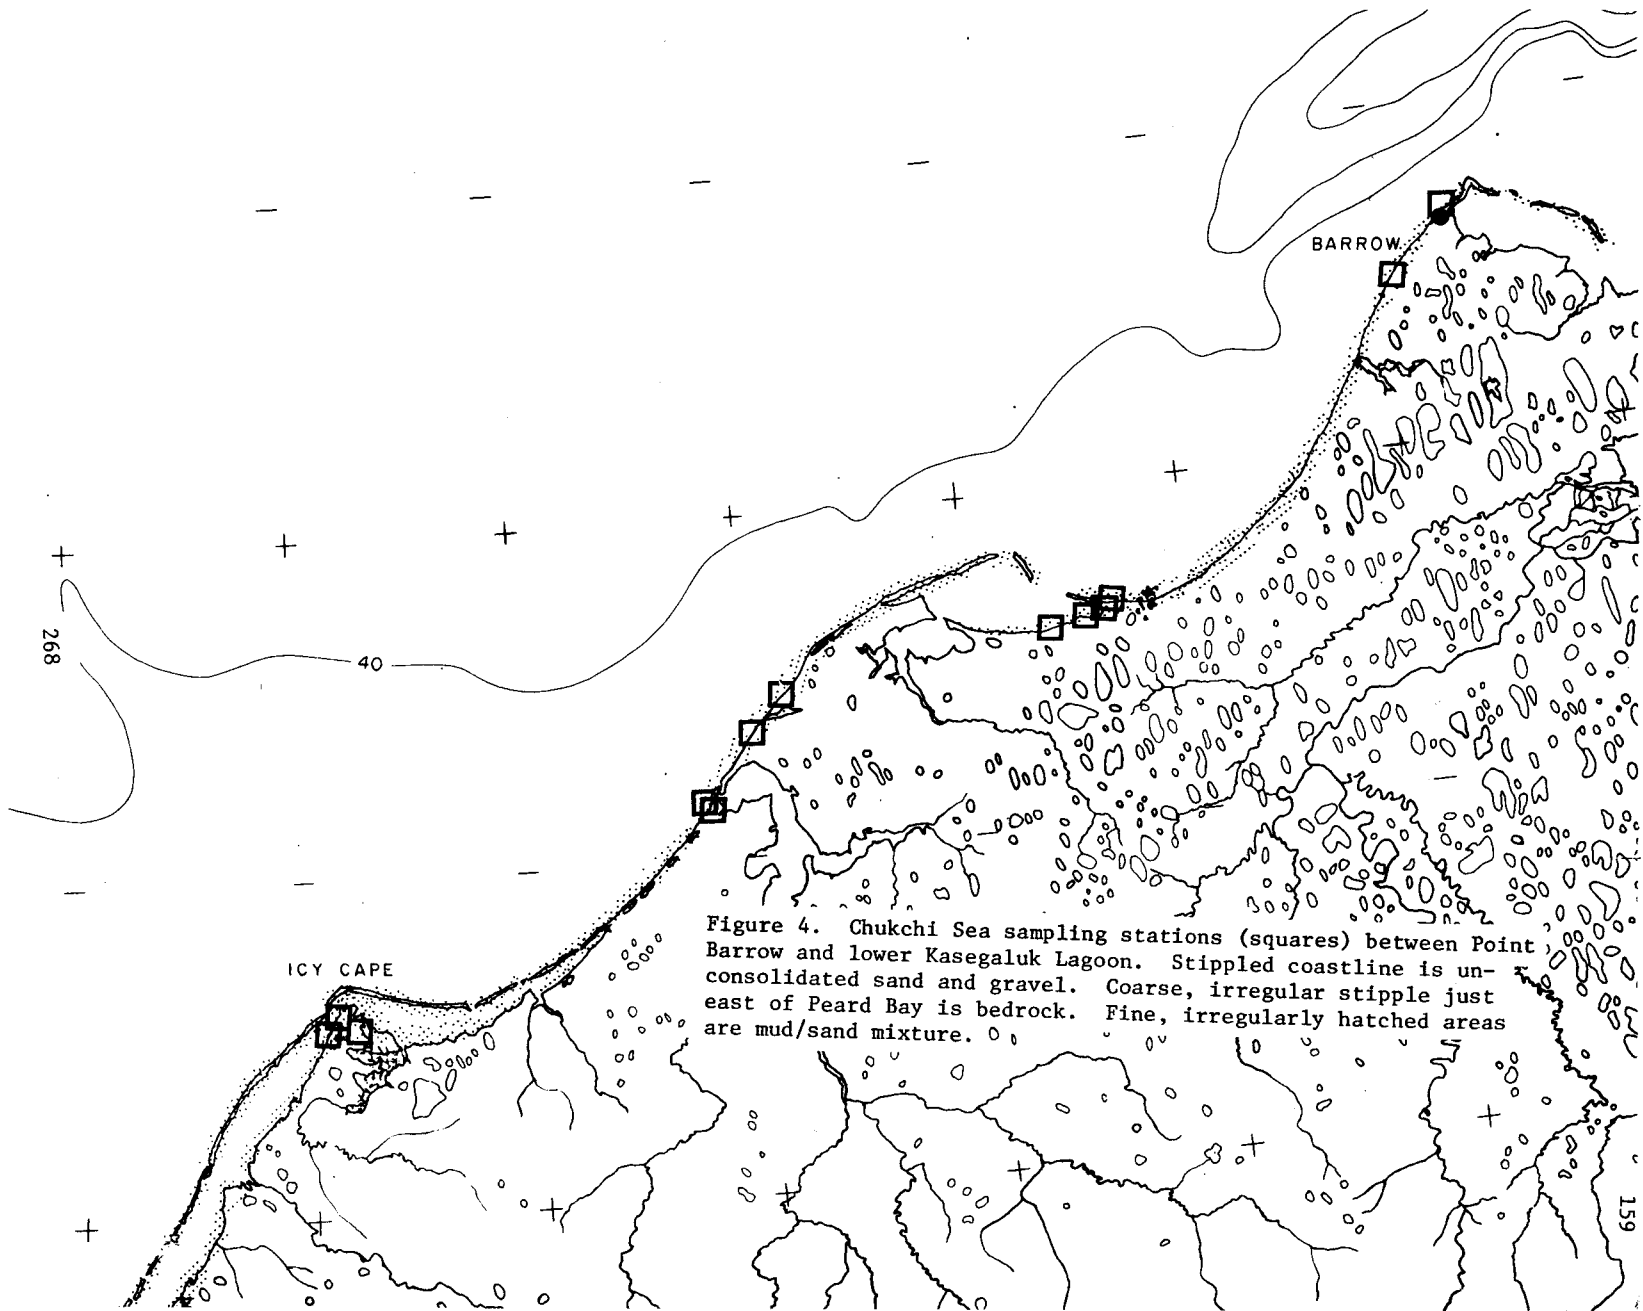 BARROW
268
40
ICY CAPE
Figure 4. Chukchi Sea sampling stations (squares) between Point
Barrow and lower Kasegaluk Lagoon. Stippled coastline is un-
consolidated sand and gravel. Coarse, irregular stipple just
east of Peard Bay is bedrock. Fine, irregularly hatched areas
are mud/sand mixture.
159